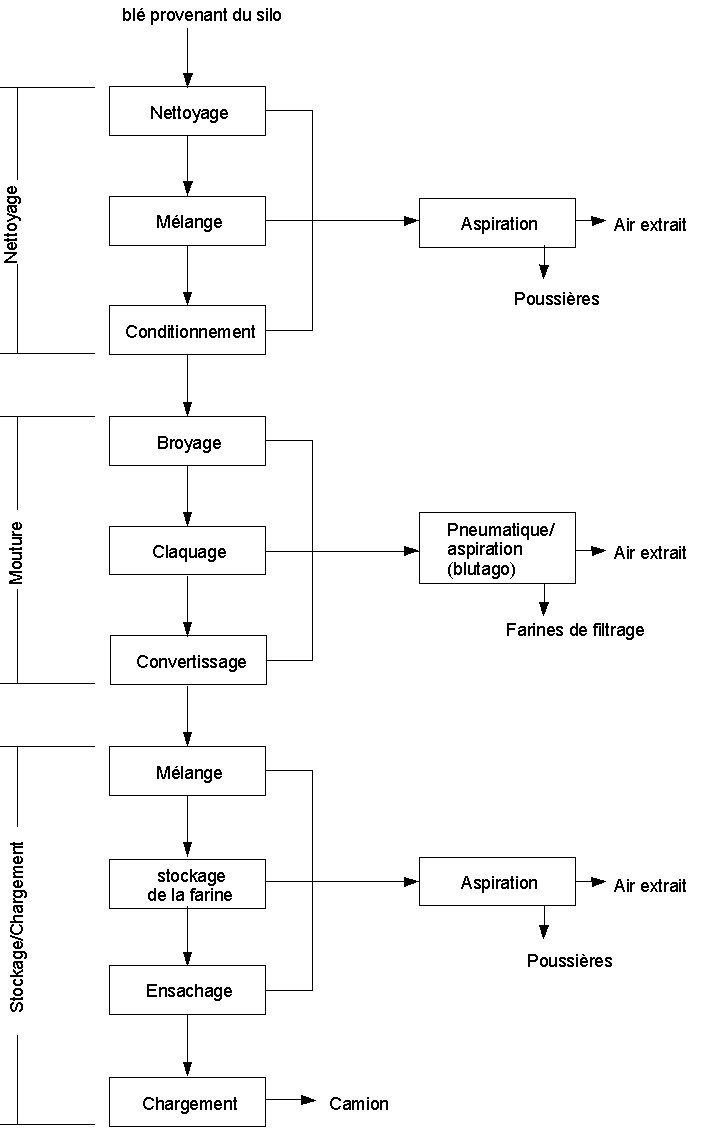 blé provenant du silo
Nettoyage
Nettoyage
Mélange
Aspiration
Air extrait
Poussières
Conditionnement
Mouture
Broyage
Claquage
Pneumatique/
aspiration
(blutago)
Air extrait
Farines de filtrage
Convertissage
Stockage/Chargement
Mélange
stockage
de la farine
Aspiration
Air extrait
Poussières
Ensachage
Chargement
Camion